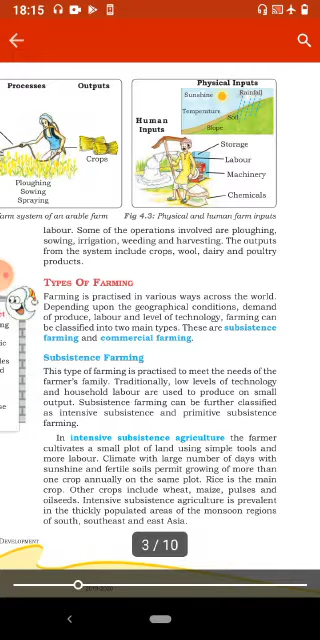 18:15
Processes Outputs
Crops
Ploughing
Sowing
Spraying
Physical Inputs
Sunshine Rainfall
Temperature
Soil
Slope
Human
Inputs
Storage
Labour
Machinery
Chemicals
arm system of an arable farm Fig 4.3: Physical and human farm inputs
labour. Some of the operations involved are ploughing,
sowing, irrigation, weeding and harvesting. The outputs
from the system include crops, wool, dairy and poultry
products.
TYPES OF FARMING
Farming is practised in various ways across the world.
Depending upon the geographical conditions, demand
of produce, labour and level of technology, farming can
be classified into two main types. These are subsistence
farming and commercial farming.
Subsistence Farming
This type of farming is practised to meet the needs of the
farmer's family. Traditionally, low levels of technology
and household labour are used to produce on small
output. Subsistence farming can be further classified
as intensive subsistence and primitive subsistence
farming.
In intensive subsistence agriculture the farmer
cultivates a small plot of land using simple tools and
more labour. Climate with large number of days with
sunshine and fertile soils permit growing of more than
one crop annually on the same plot. Rice is the main
crop. Other crops include wheat, maize, pulses and
oilseeds. Intensive subsistence agriculture is prevalent
in the thickly populated areas of the monsoon regions
of south, southeast and east Asia.
DEVELOPMENT
3 / 10
2019-2020